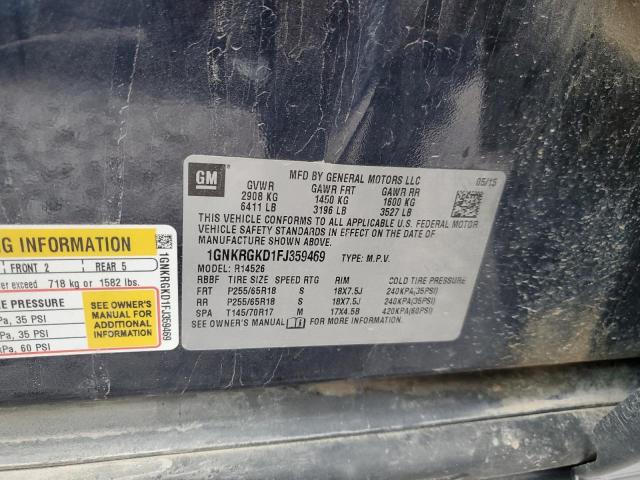 GM
MFD BY GENERAL MOTORS LLC
05/15
GVWR GAWR FRT GAWR RR
2908 KG 1450 KG 1600 KG
6411 LB 3196 LB 3527 LB
THIS VEHICLE CONFORMS TO ALL APPLICABLE U.S. FEDERAL MOTOR
VEHICLE SAFETY STANDARDS IN EFFECT ON THE DATE OF
MANUFACTURE SHOWN ABOVE.
1GNKRGKD1FJ359469 TYPE: M.P.V.
MODEL: R14526
RBBF TIRE SIZE SPEED RTG RIM COLD TIRE PRESSURE
FRT P255/65R18 S 18X7.5J 240KPA(35PSI)
RR P255/65R18 S 18X7.5J 240KPA(35PSI)
SPA T145/70R17 M 17X4.5B 420KPA(60PSI)
SEE OWNER'S MANUAL FOR MORE INFORMATION.
NG INFORMATION
FRONT 2 REAR 5
er exceed 718 kg or 1582 lbs.
E PRESSURE
Pa, 35 PSI
Pa, 35 PSI
kPa, 60 PSI
SEE OWNER'S
MANUAL FOR
ADDITIONAL
INFORMATION
1GNKRGKD1FJ359469